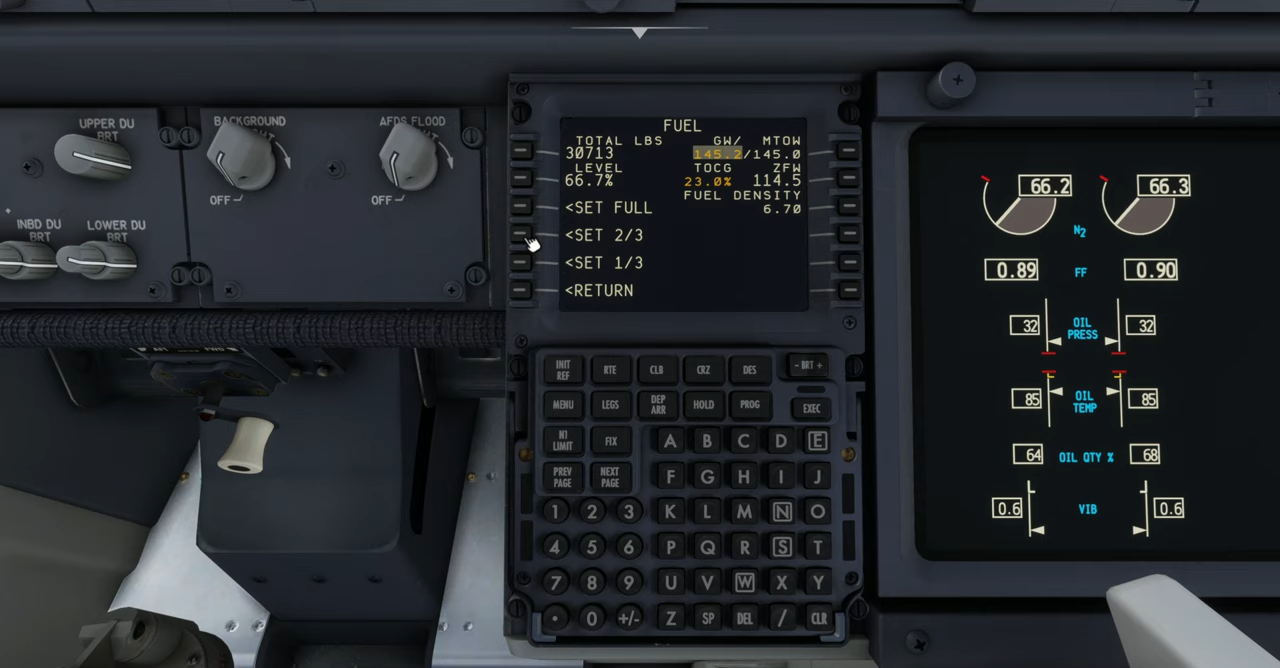 UPPER DU
BRT
BACKGROUND
OFF
AFDS FLOOD
OFF
INBD DU
BRT
LOWER DU
BRT
FUEL
TOTAL LBS GW/ MTOW
30713 145.2/145.0
LEVEL TOCG ZFW
66.7% 23.0% 114.5
FUEL DENSITY
<SET FULL 6.70
<SET 2/3
<SET 1/3
<RETURN
INIT REF
RTE
CLB
CRZ
DES
- BRT +
MENU
LEGS
DEP ARR
HOLD
PROG
EXEC
N1 LIMIT
FIX
A B C D E
PREV PAGE
NEXT PAGE
F G H I J
1 2 3 K L M N O
4 5 6 P Q R S T
7 8 9 U V W X Y
. 0 +/- Z SP DEL / CLR
66.2 66.3
N2
0.89 FF 0.90
32 OIL PRESS 32
85 OIL TEMP 85
64 OIL QTY % 68
0.6 VIB 0.6